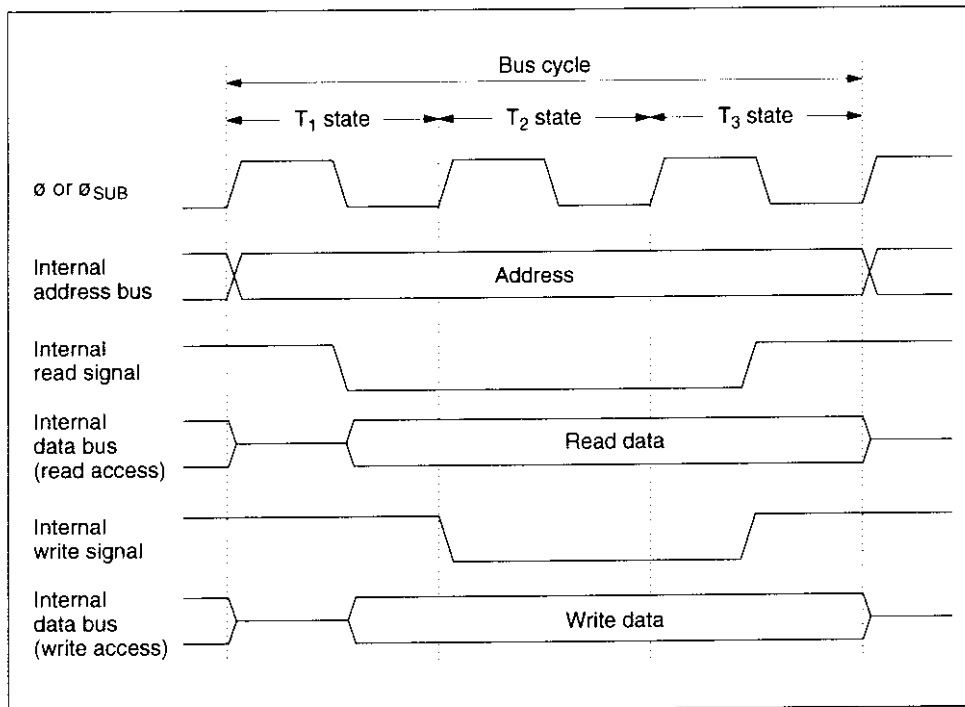 Bus cycle
T₁ state
T₂ state
T₃ state
ø or øSUB
Internal
address bus
Address
Internal
read signal
Internal
data bus
(read access)
Read data
Internal
write signal
Internal
data bus
(write access)
Write data